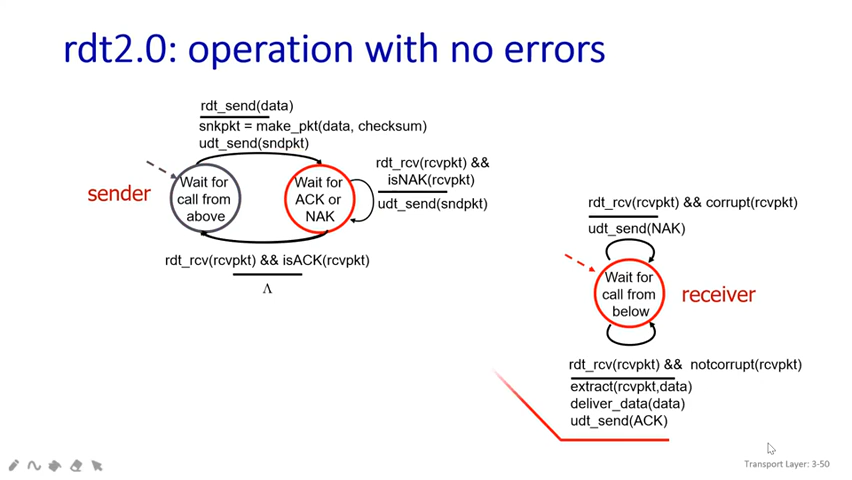 rdt2.0: operation with no errors
rdt_send(data)
snkpkt = make_pkt(data, checksum)
udt_send(sndpkt)
sender
Wait for
call from
above
Wait for
ACK or
NAK
rdt_rcv(rcvpkt) &&
isNAK(rcvpkt)
udt_send(sndpkt)
rdt_rcv(rcvpkt) && isACK(rcvpkt)
Λ
rdt_rcv(rcvpkt) && corrupt(rcvpkt)
udt_send(NAK)
Wait for
call from
below
receiver
rdt_rcv(rcvpkt) && notcorrupt(rcvpkt)
extract(rcvpkt,data)
deliver_data(data)
udt_send(ACK)
Transport Layer: 3-50